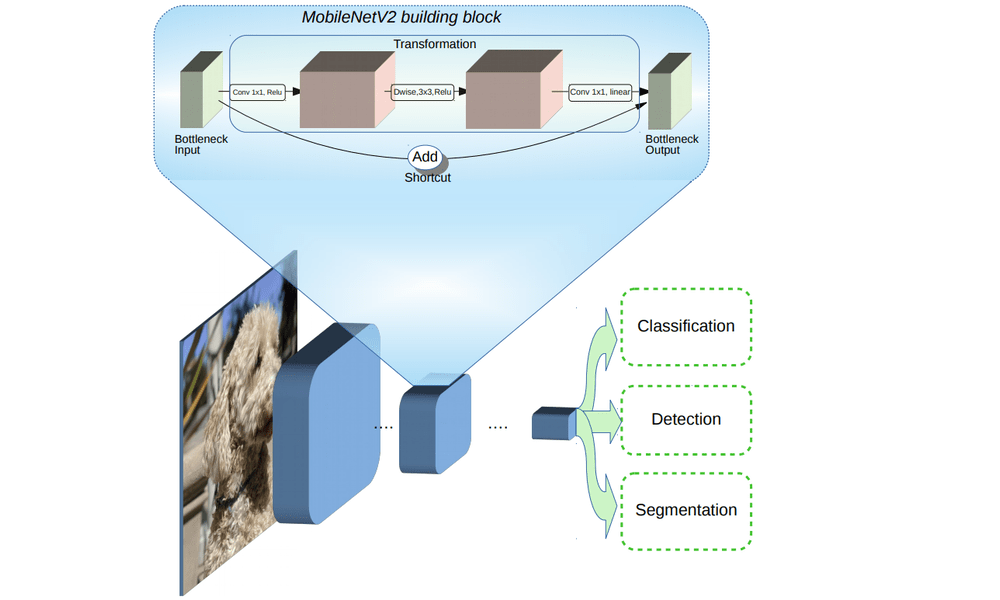 MobileNetV2 building block
Transformation
Conv 1x1, Relu
Dwise,3x3,Relu
Conv 1x1, linear
Bottleneck
Input
Bottleneck
Output
Add
Shortcut
....
....
Classification
Detection
Segmentation